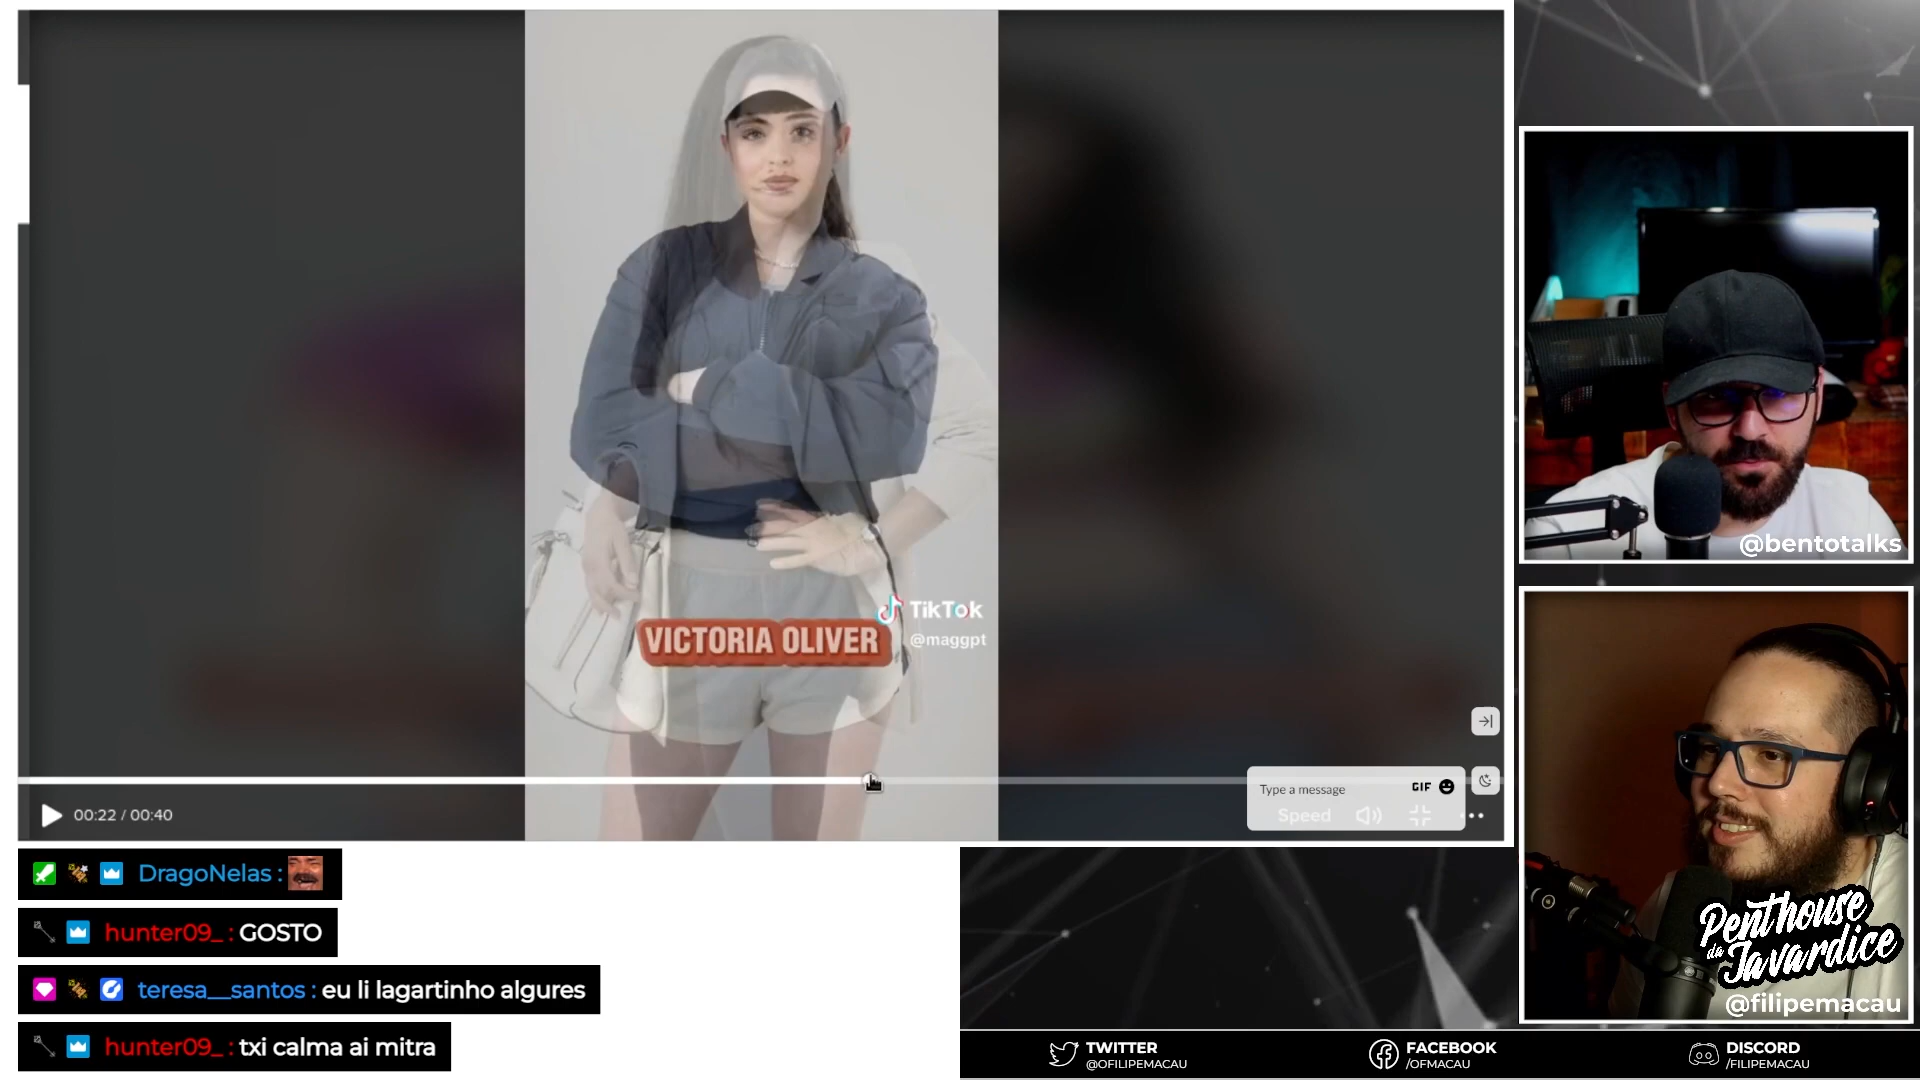 VICTORIA OLIVER
TikTok
@maggpt
00:22 / 00:40
Type a message
GIF
Speed
@bentotalks
DragoNelas :
hunter09_ : GOSTO
teresa__santos : eu li lagartinho algures
hunter09_ : txi calma ai mitra
Penthouse
da
Javardice
@filipemacau
TWITTER
@OFILIPEMACAU
FACEBOOK
/OFMACAU
DISCORD
/FILIPEMACAU